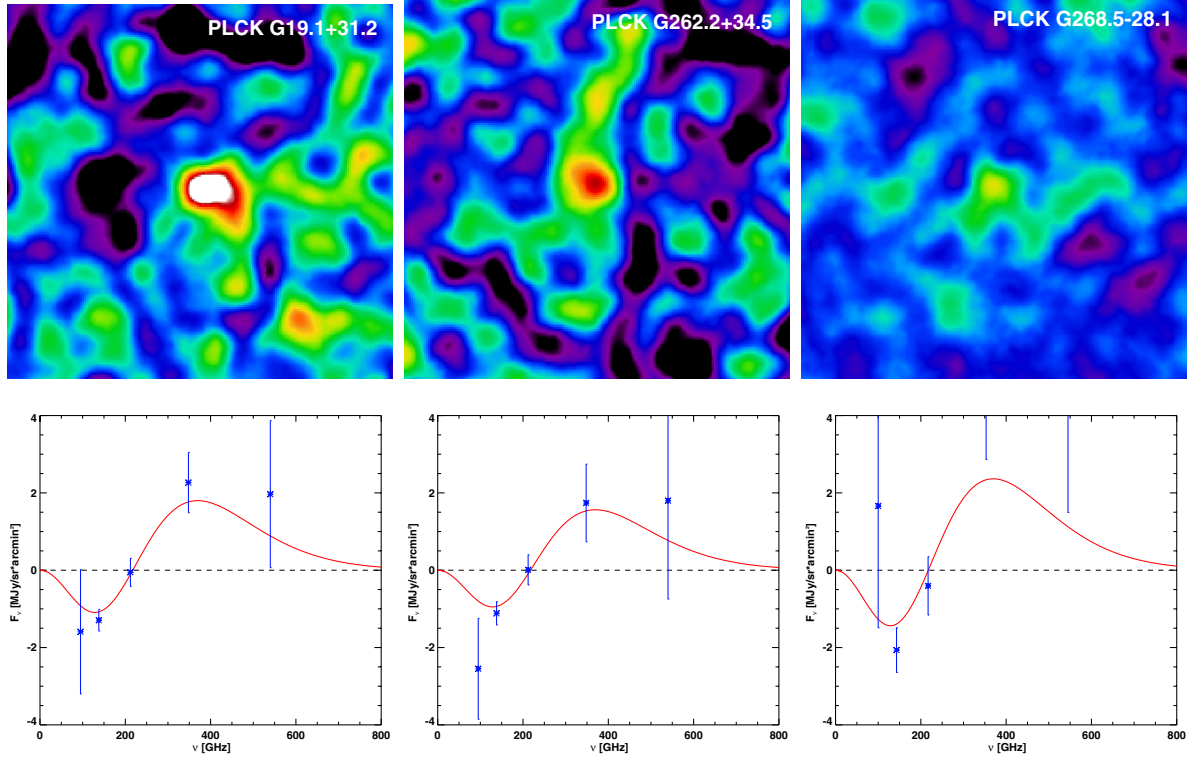 PLCK G19.1+31.2
PLCK G262.2+34.5
PLCK G268.5-28.1
4
2
0
-2
-4
Fν [MJy/sr*arcmin²]
0 200 400 600 800
ν [GHz]
4
2
0
-2
-4
Fν [MJy/sr*arcmin²]
0 200 400 600 800
ν [GHz]
4
2
0
-2
-4
Fν [MJy/sr*arcmin²]
0 200 400 600 800
ν [GHz]